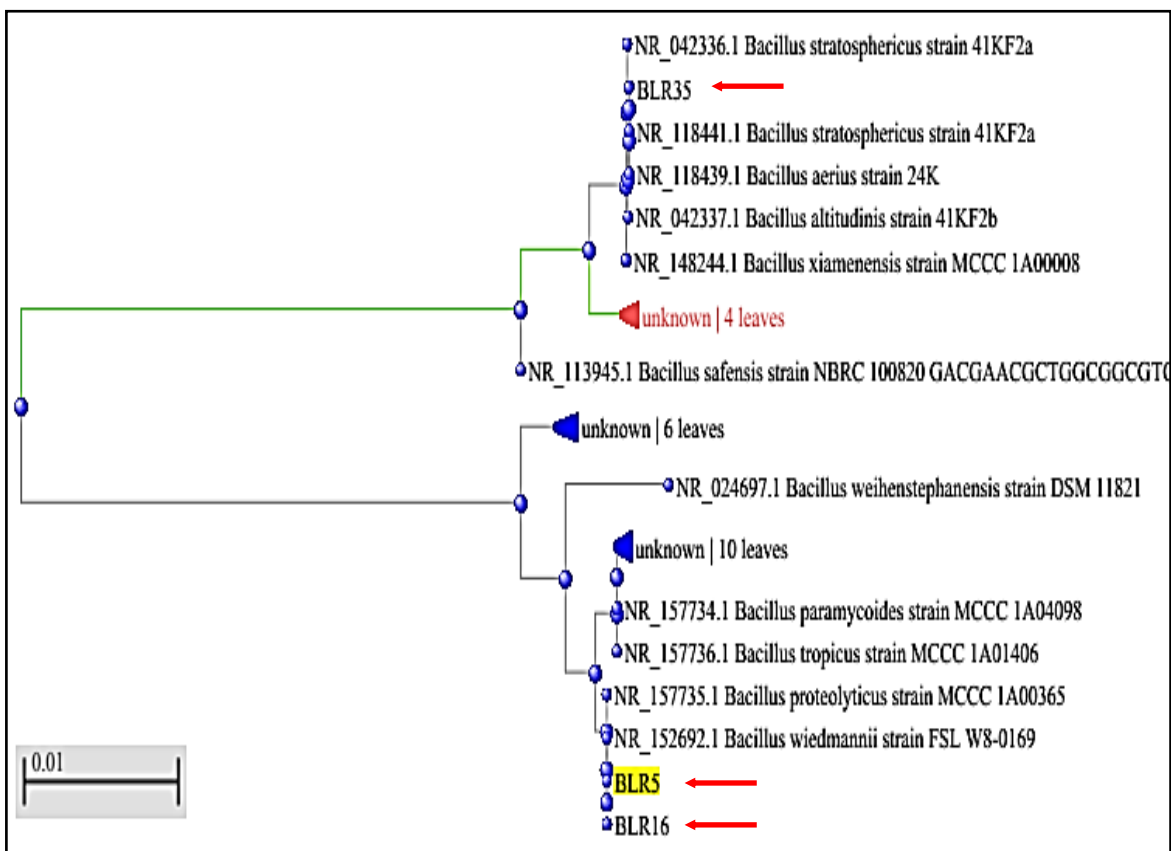 NR_042336.1 Bacillus stratosphericus strain 41KF2a
BLR35
NR_118441.1 Bacillus stratosphericus strain 41KF2a
NR_118439.1 Bacillus aerius strain 24K
NR_042337.1 Bacillus altitudinis strain 41KF2b
NR_148244.1 Bacillus xiamenensis strain MCCC 1A00008
unknown | 4 leaves
NR_113945.1 Bacillus safensis strain NBRC 100820 GACGAACGCTGGCGGCGTG
unknown | 6 leaves
NR_024697.1 Bacillus weihenstephanensis strain DSM 11821
unknown | 10 leaves
NR_157734.1 Bacillus paramycoides strain MCCC 1A04098
NR_157736.1 Bacillus tropicus strain MCCC 1A01406
NR_157735.1 Bacillus proteolyticus strain MCCC 1A00365
NR_152692.1 Bacillus wiedmannii strain FSL W8-0169
0.01
BLR5
BLR16